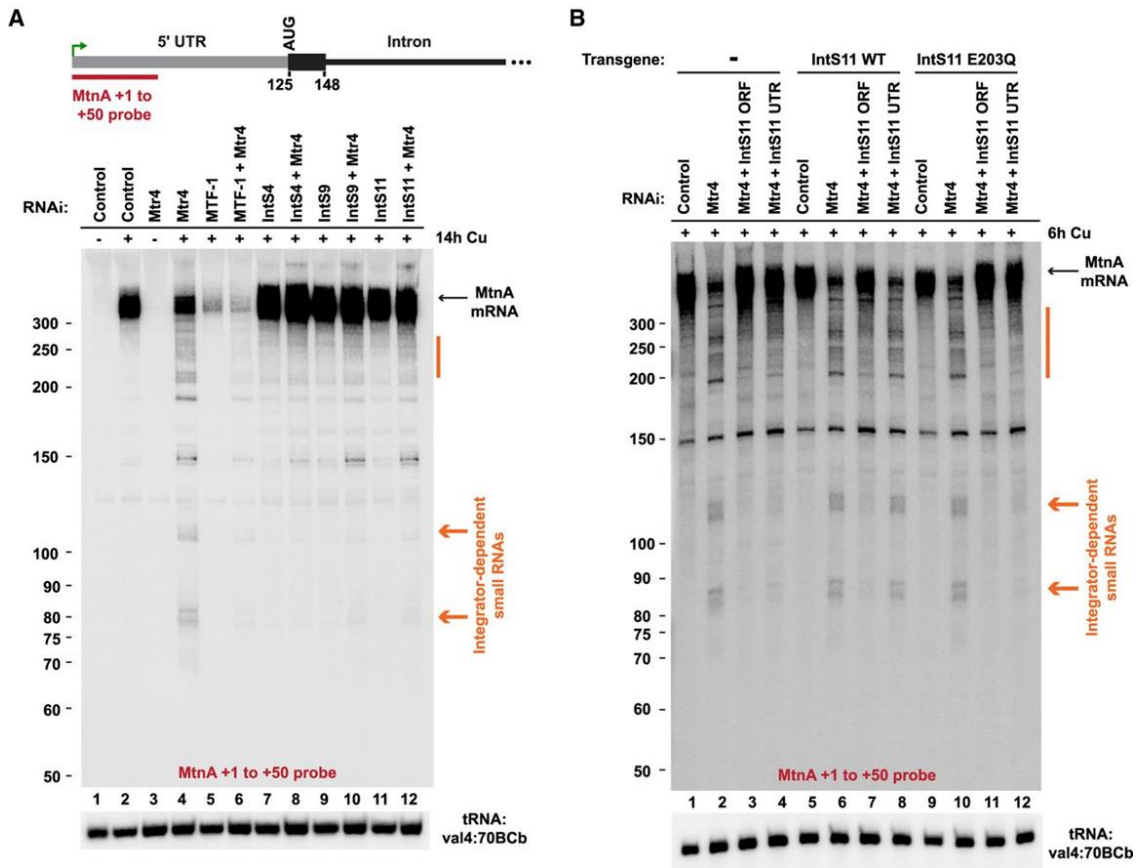 A
5' UTR
AUG
Intron
125
148
MtnA +1 to
+50 probe
RNAi:
Control
Control
Mtr4
Mtr4
MTF-1
MTF-1 + Mtr4
IntS4
IntS4 + Mtr4
IntS9
IntS9 + Mtr4
IntS11
IntS11 + Mtr4
- + - + + + + + + + + + 14h Cu
MtnA
mRNA
300
250
200
150
100
90
80
75
70
60
50
Integrator-dependent
small RNAs
MtnA +1 to +50 probe
1 2 3 4 5 6 7 8 9 10 11 12
tRNA:
val4:70BCb
B
Transgene: - IntS11 WT IntS11 E203Q
RNAi:
Control
Mtr4
Mtr4 + IntS11 ORF
Mtr4 + IntS11 UTR
Control
Mtr4
Mtr4 + IntS11 ORF
Mtr4 + IntS11 UTR
Control
Mtr4
Mtr4 + IntS11 ORF
Mtr4 + IntS11 UTR
+ + + + + + + + + + + + 6h Cu
MtnA
mRNA
300
250
200
150
100
90
80
75
70
60
50
Integrator-dependent
small RNAs
MtnA +1 to +50 probe
1 2 3 4 5 6 7 8 9 10 11 12
tRNA:
val4:70BCb